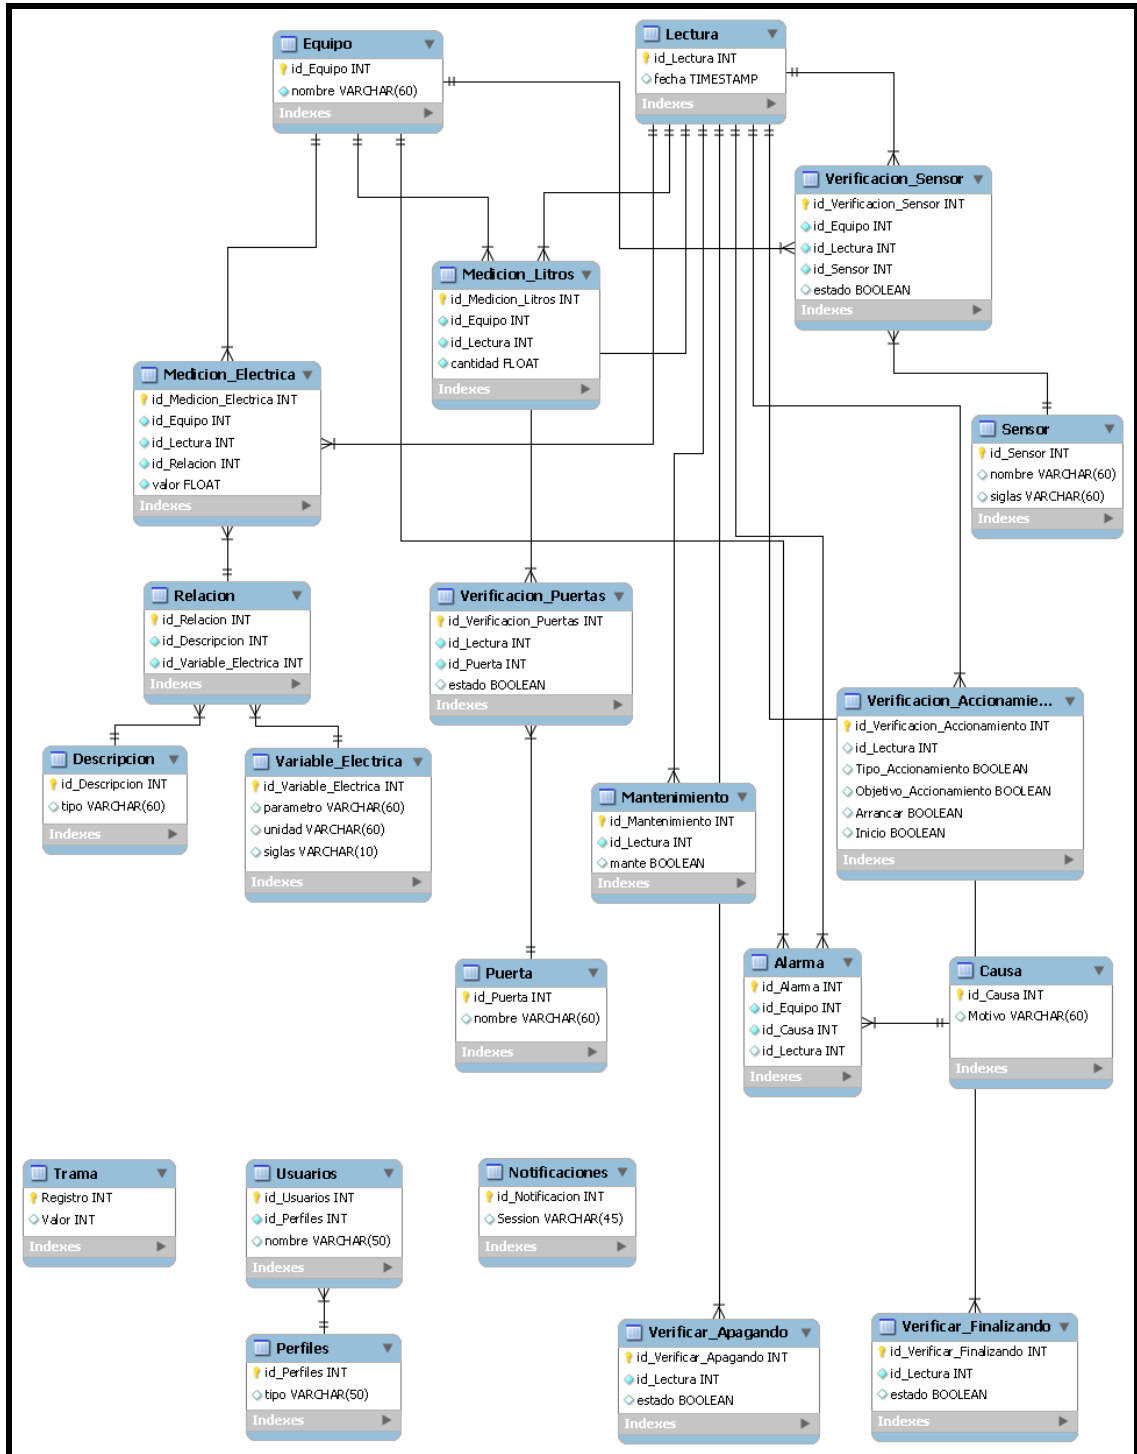 Equipo
id_Equipo INT
nombre VARCHAR(60)
Indexes
Lectura
id_Lectura INT
fecha TIMESTAMP
Indexes
Verificacion_Sensor
id_Verificacion_Sensor INT
id_Equipo INT
id_Lectura INT
id_Sensor INT
estado BOOLEAN
Indexes
Medicion_Litros
id_Medicion_Litros INT
id_Equipo INT
id_Lectura INT
cantidad FLOAT
Indexes
Medicion_Electrica
id_Medicion_Electrica INT
id_Equipo INT
id_Lectura INT
id_Relacion INT
valor FLOAT
Indexes
Sensor
id_Sensor INT
nombre VARCHAR(60)
siglas VARCHAR(60)
Indexes
Relacion
id_Relacion INT
id_Descripcion INT
id_Variable_Electrica INT
Indexes
Verificacion_Puertas
id_Verificacion_Puertas INT
id_Lectura INT
id_Puerta INT
estado BOOLEAN
Indexes
Verificacion_Accionamie...
id_Verificacion_Accionamiento INT
id_Lectura INT
Tipo_Accionamiento BOOLEAN
Objetivo_Accionamiento BOOLEAN
Arrancar BOOLEAN
Inicio BOOLEAN
Indexes
Descripcion
id_Descripcion INT
tipo VARCHAR(60)
Indexes
Variable_Electrica
id_Variable_Electrica INT
parametro VARCHAR(60)
unidad VARCHAR(60)
siglas VARCHAR(10)
Indexes
Mantenimiento
id_Mantenimiento INT
id_Lectura INT
mante BOOLEAN
Indexes
Puerta
id_Puerta INT
nombre VARCHAR(60)
Indexes
Alarma
id_Alarma INT
id_Equipo INT
id_Causa INT
id_Lectura INT
Indexes
Causa
id_Causa INT
Motivo VARCHAR(60)
Indexes
Trama
Registro INT
Valor INT
Indexes
Usuarios
id_Usuarios INT
id_Perfiles INT
nombre VARCHAR(50)
Indexes
Notificaciones
id_Notificacion INT
Session VARCHAR(45)
Indexes
Perfiles
id_Perfiles INT
tipo VARCHAR(50)
Indexes
Verificar_Apagando
id_Verificar_Apagando INT
id_Lectura INT
estado BOOLEAN
Indexes
Verificar_Finalizando
id_Verificar_Finalizando INT
id_Lectura INT
estado BOOLEAN
Indexes